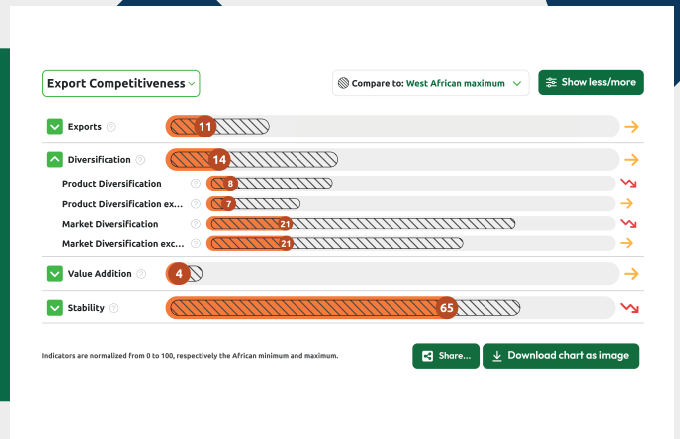 Export Competitiveness
Compare to: West African maximum
Show less/more
Exports ? 11
Diversification ? 14
Product Diversification ? 8
Product Diversification ex... ? 7
Market Diversification ? 21
Market Diversification exc... ? 21
Value Addition ? 4
Stability ? 65
Indicators are normalized from 0 to 100, respectively the African minimum and maximum.
Share...
Download chart as image